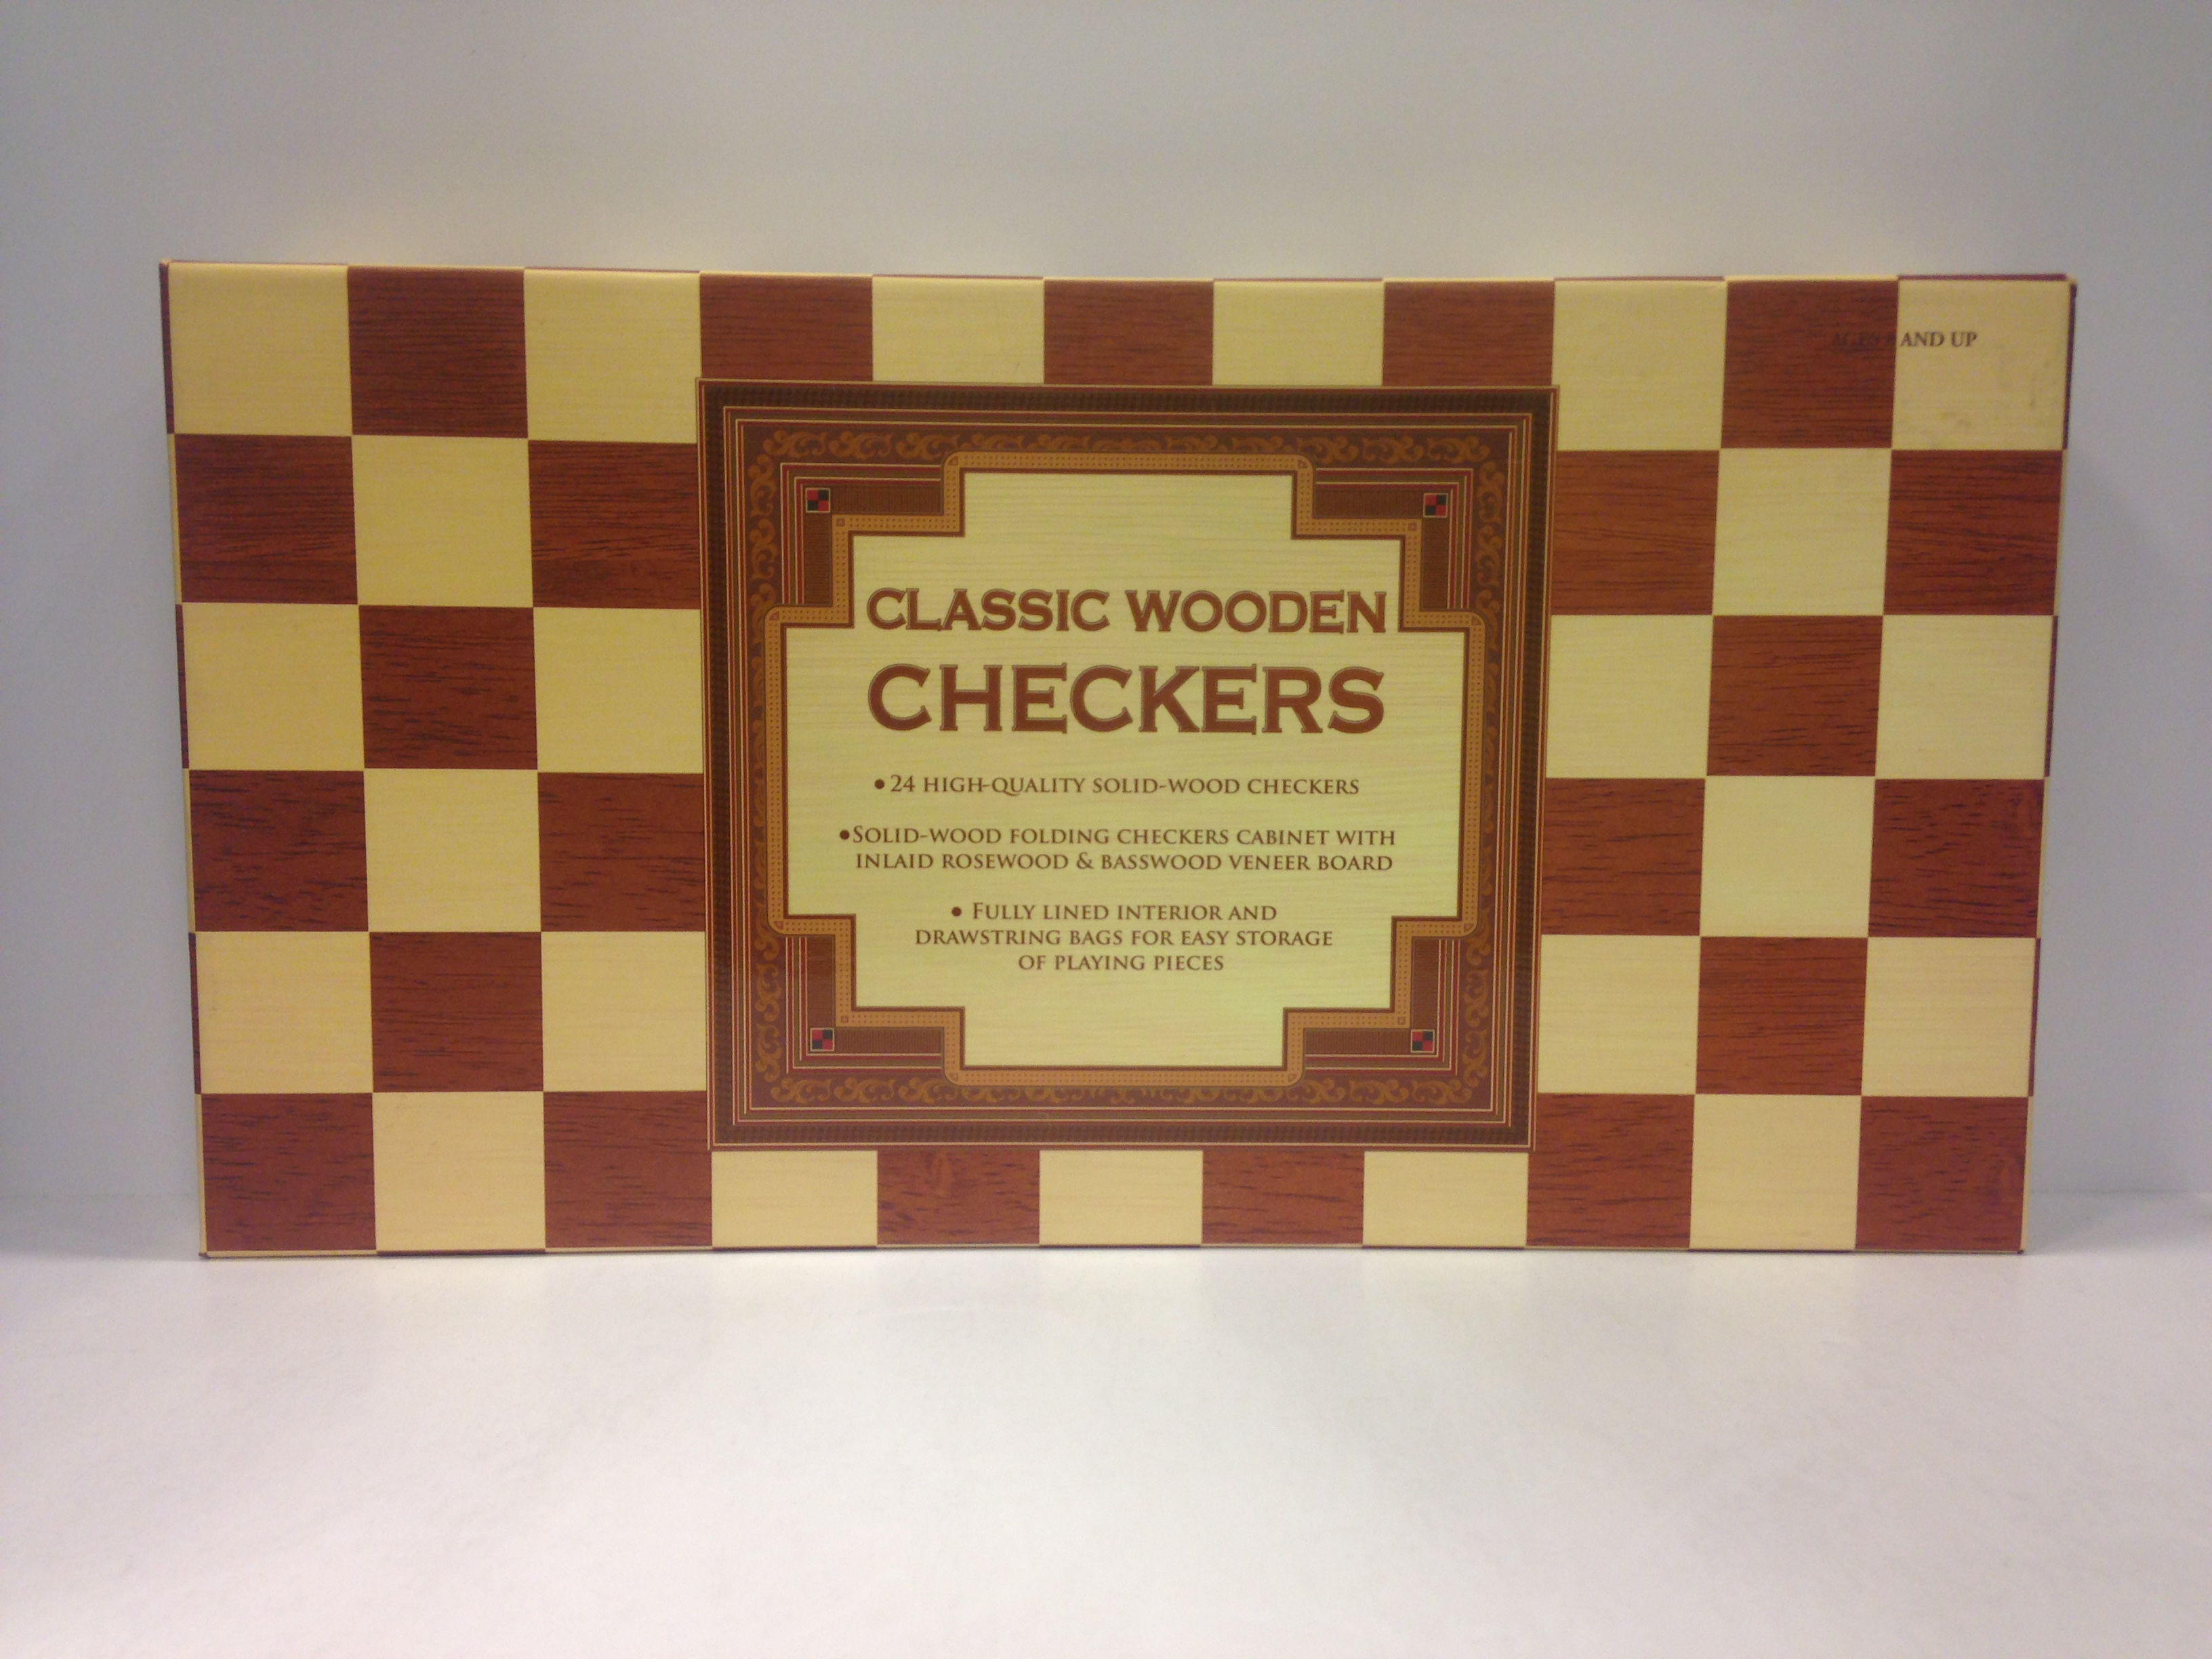 AGES AND UP
CLASSIC WOODEN
CHECKERS
• 24 HIGH-QUALITY SOLID-WOOD CHECKERS
• SOLID-WOOD FOLDING CHECKERS CABINET WITH
INLAID ROSEWOOD & BASSWOOD VENEER BOARD
• FULLY LINED INTERIOR AND
DRAWSTRING BAGS FOR EASY STORAGE
OF PLAYING PIECES